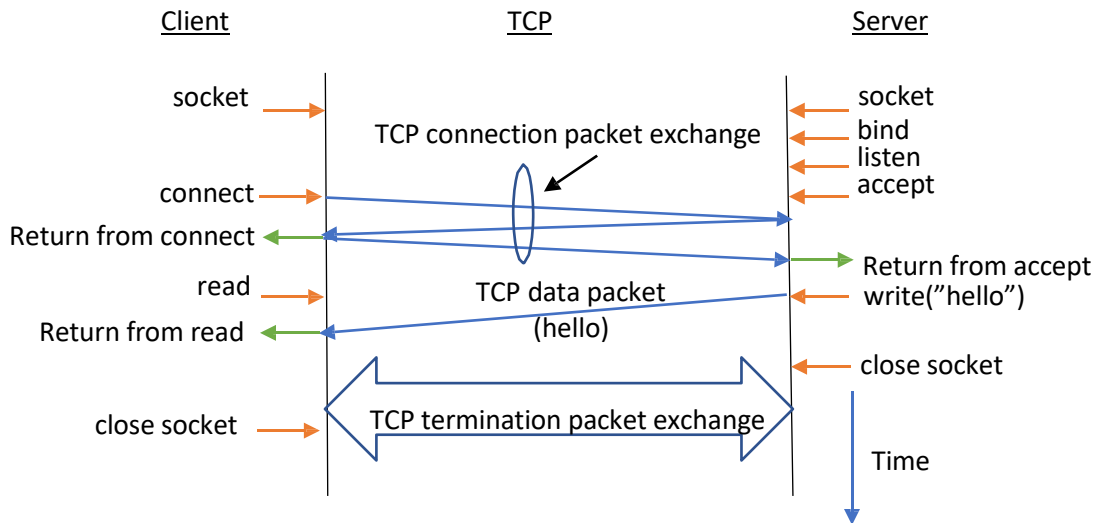 Client
TCP
Server
socket
socket
TCP connection packet exchange
bind
listen
connect
accept
Return from connect
Return from accept
read
TCP data packet
(hello)
write(”hello”)
Return from read
close socket
TCP termination packet exchange
close socket
Time